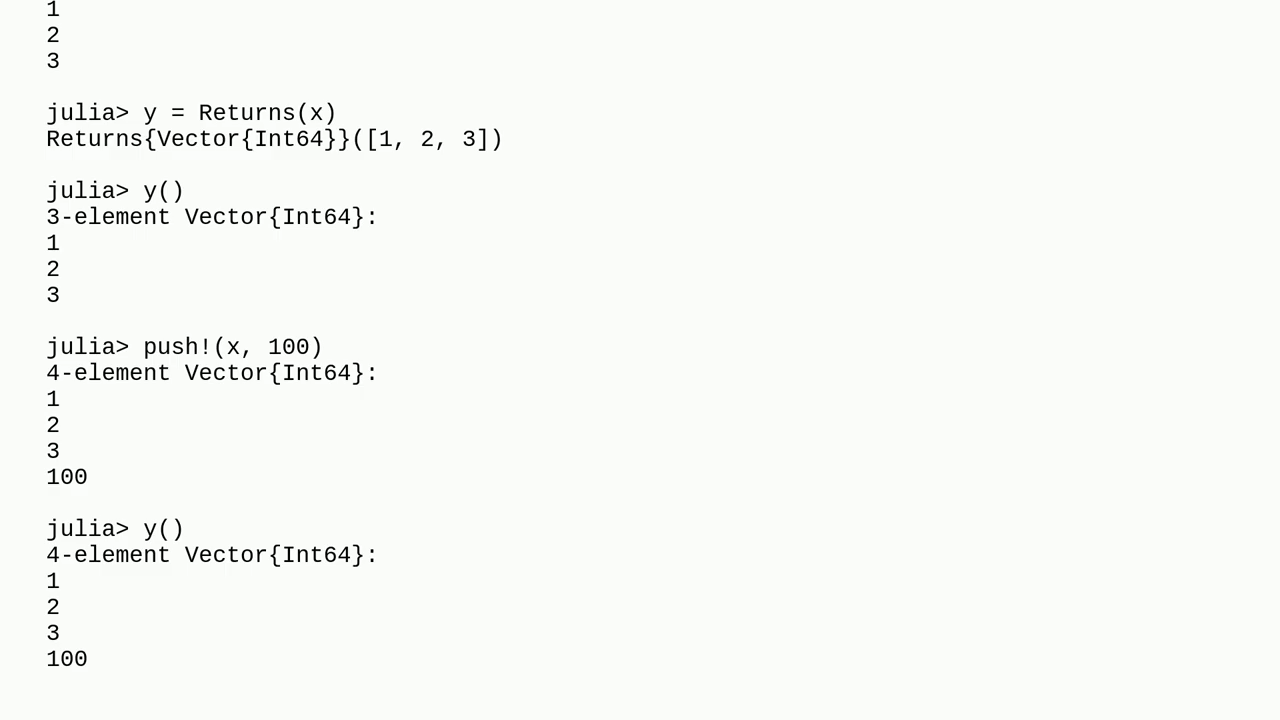 1
2
3
julia> y = Returns(x)
Returns{Vector{Int64}}([1, 2, 3])
julia> y()
3-element Vector{Int64}:
1
2
3
julia> push!(x, 100)
4-element Vector{Int64}:
1
2
3
100
julia> y()
4-element Vector{Int64}:
1
2
3
100